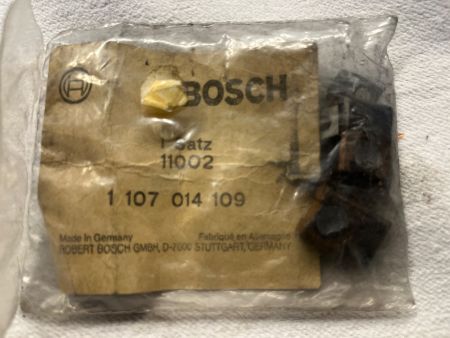 BOSCH
1 Satz
11002
1 107 014 109
Made in Germany Fabriqué en Allemagne
ROBERT BOSCH GMBH, D-7000 STUTTGART, GERMANY